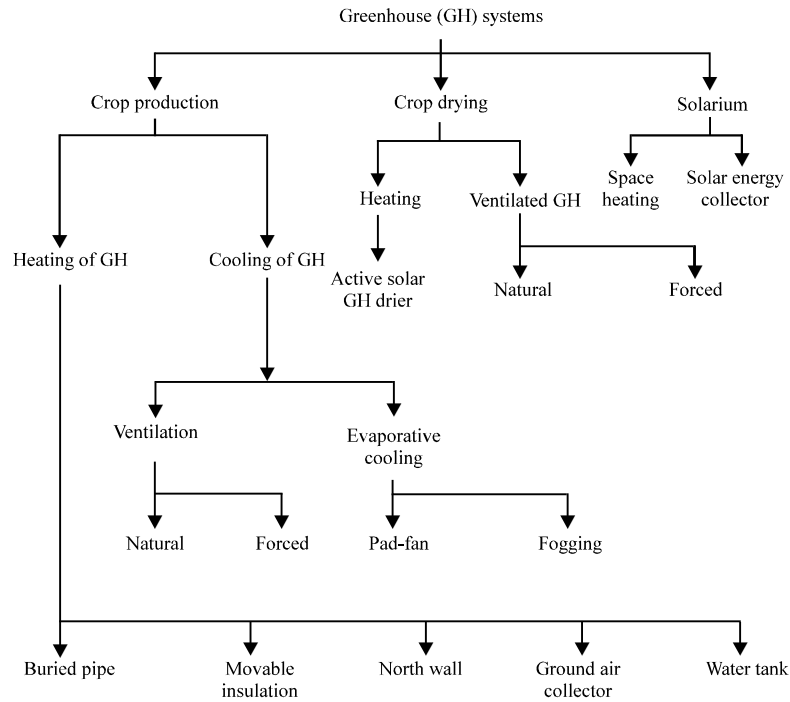 Greenhouse (GH) systems
Crop production
Crop drying
Solarium
Heating
Ventilated GH
Space
heating
Solar energy
collector
Heating of GH
Cooling of GH
Active solar
GH drier
Natural
Forced
Ventilation
Evaporative
cooling
Natural
Forced
Pad-fan
Fogging
Buried pipe
Movable
insulation
North wall
Ground air
collector
Water tank